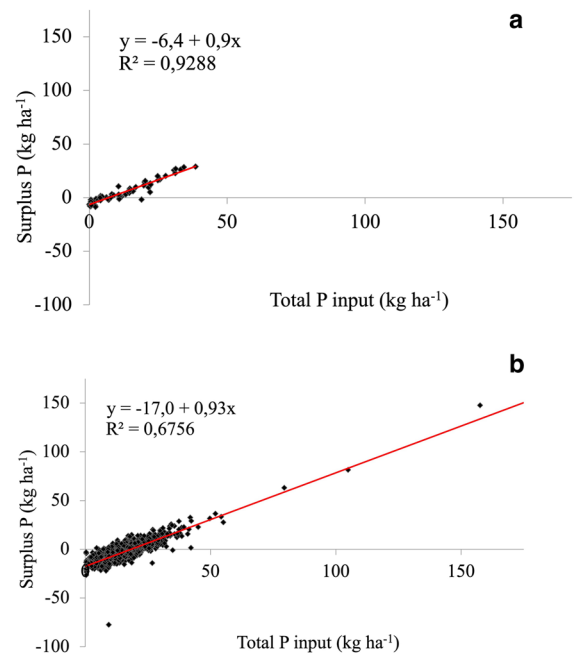 a
150
y = -6,4 + 0,9x
R² = 0,9288
100
50
0
0 50 100 150
-50
-100
Surplus P (kg ha-1)
Total P input (kg ha-1)
b
150
y = -17,0 + 0,93x
R² = 0,6756
100
50
0
0 50 100 150
-50
-100
Surplus P (kg ha-1)
Total P input (kg ha-1)